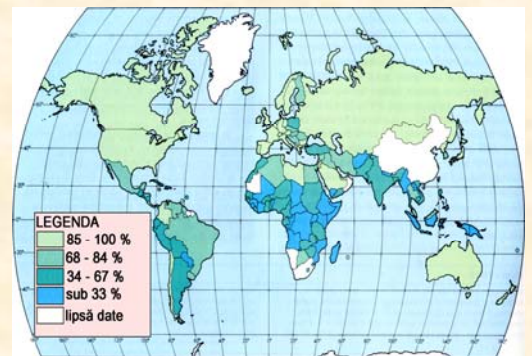 LEGENDA
85 - 100 %
68 - 84 %
34 - 67 %
sub 33 %
lipsă date